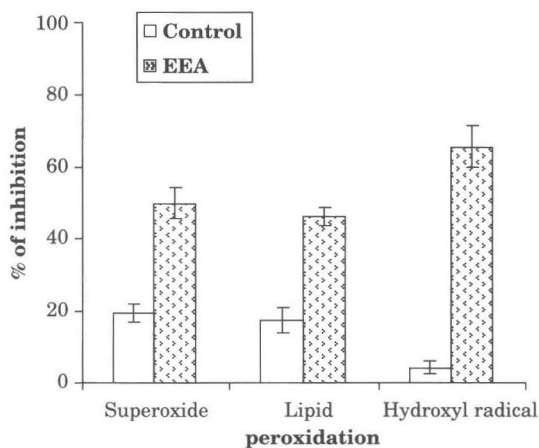 100
80
60
40
20
0
% of inhibition
Control
EEA
Superoxide Lipid Hydroxyl radical
peroxidation